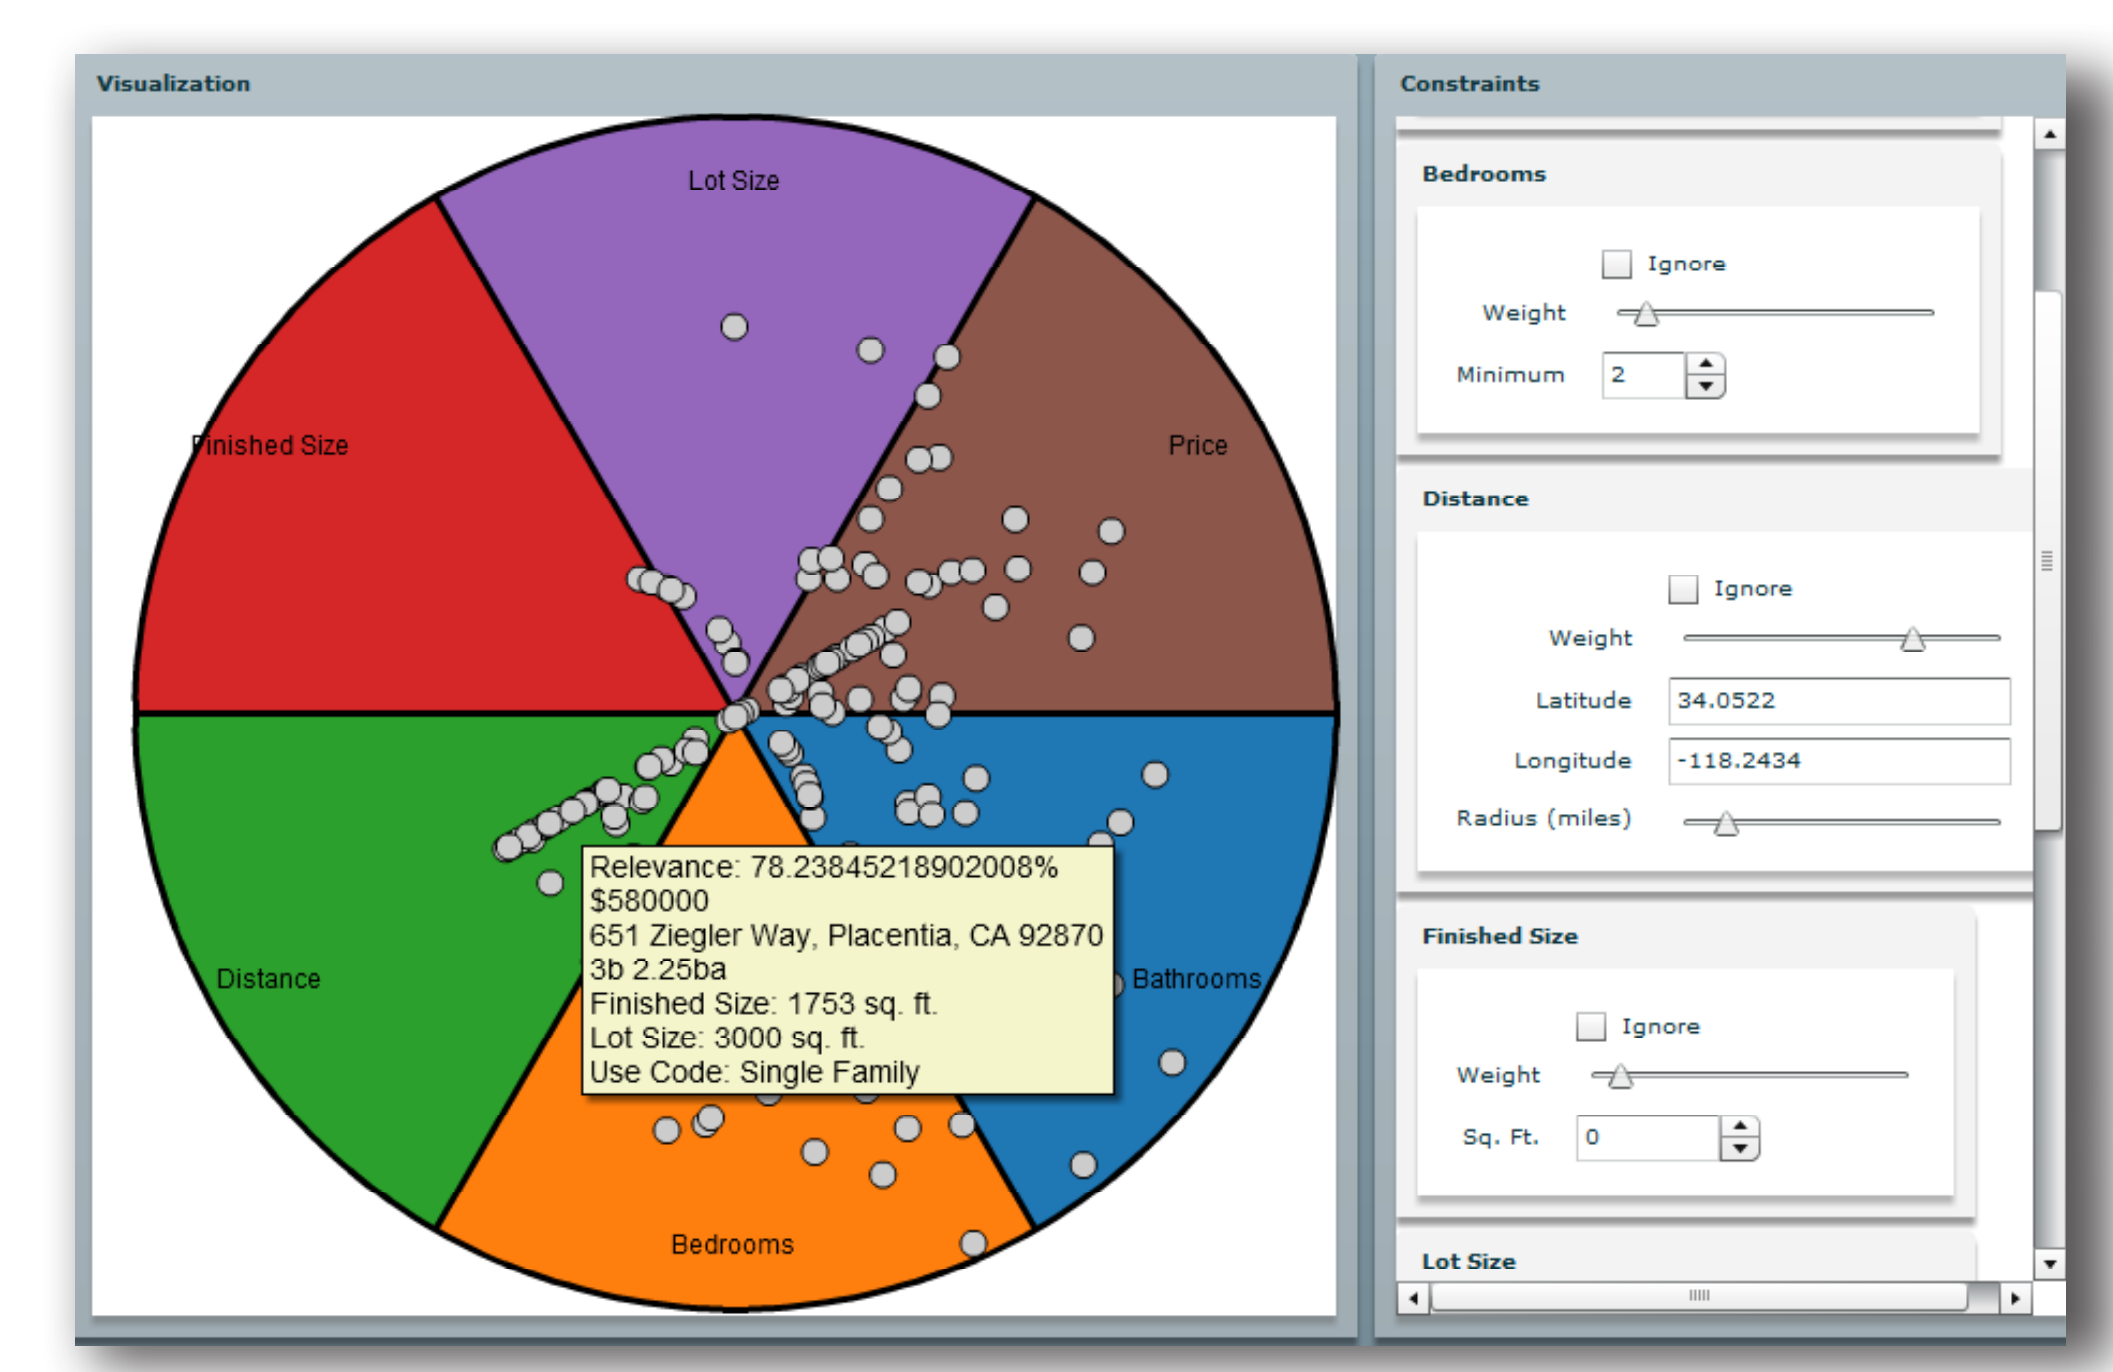 Visualization
Lot Size
Finished Size
Price
Distance
Bathrooms
Bedrooms
Relevance: 78.23845218902008%
$580000
651 Ziegler Way, Placentia, CA 92870
3b 2.25ba
Finished Size: 1753 sq. ft.
Lot Size: 3000 sq. ft.
Use Code: Single Family
Constraints
Bedrooms
Ignore
Weight
Minimum 2
Distance
Ignore
Weight
Latitude 34.0522
Longitude -118.2434
Radius (miles)
Finished Size
Ignore
Weight
Sq. Ft. 0
Lot Size